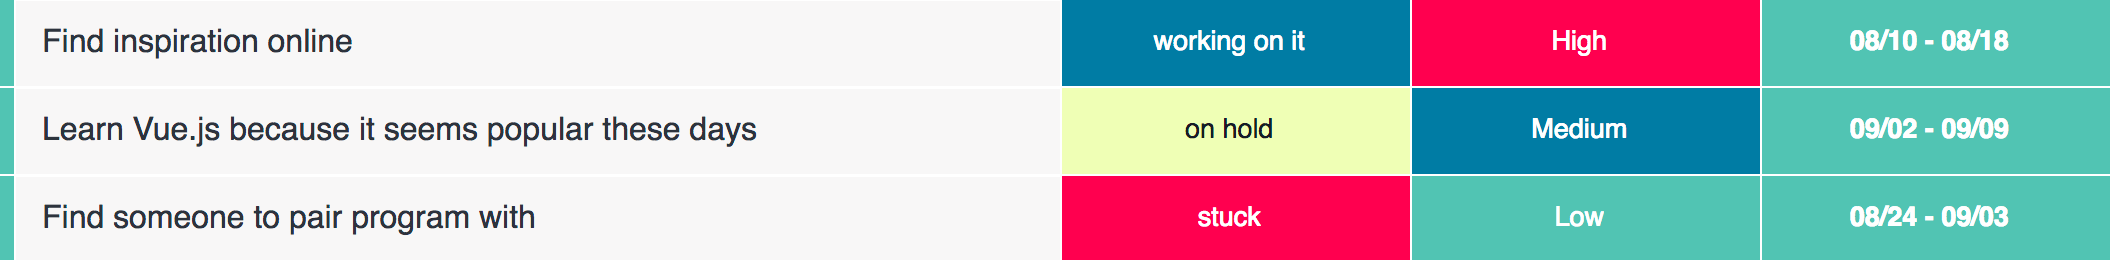 Find inspiration online working on it High 08/10 - 08/18
Learn Vue.js because it seems popular these days on hold Medium 09/02 - 09/09
Find someone to pair program with stuck Low 08/24 - 09/03